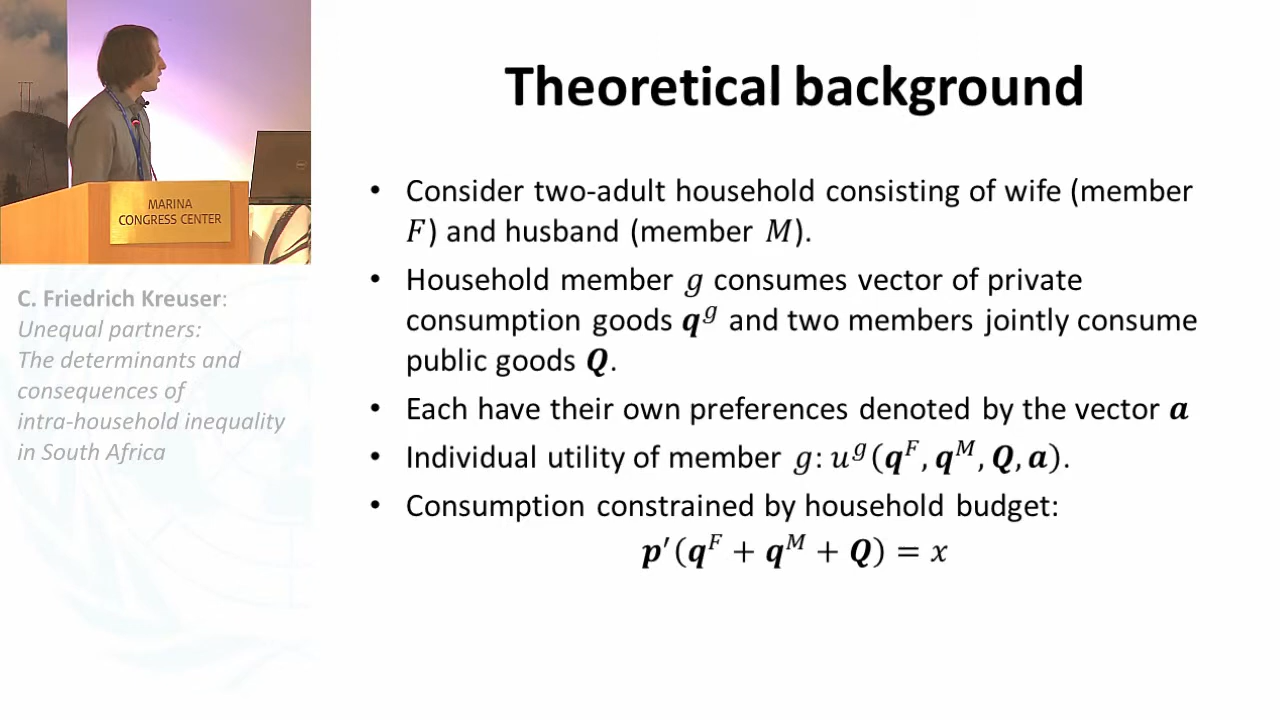 Theoretical background
• Consider two-adult household consisting of wife (member
F) and husband (member M).
• Household member g consumes vector of private
consumption goods q^g and two members jointly consume
public goods Q.
• Each have their own preferences denoted by the vector a
• Individual utility of member g: u^g(q^F, q^M, Q, a).
• Consumption constrained by household budget:
p′(q^F + q^M + Q) = x
MARINA
CONGRESS CENTER
C. Friedrich Kreuser:
Unequal partners:
The determinants and
consequences of
intra-household inequality
in South Africa